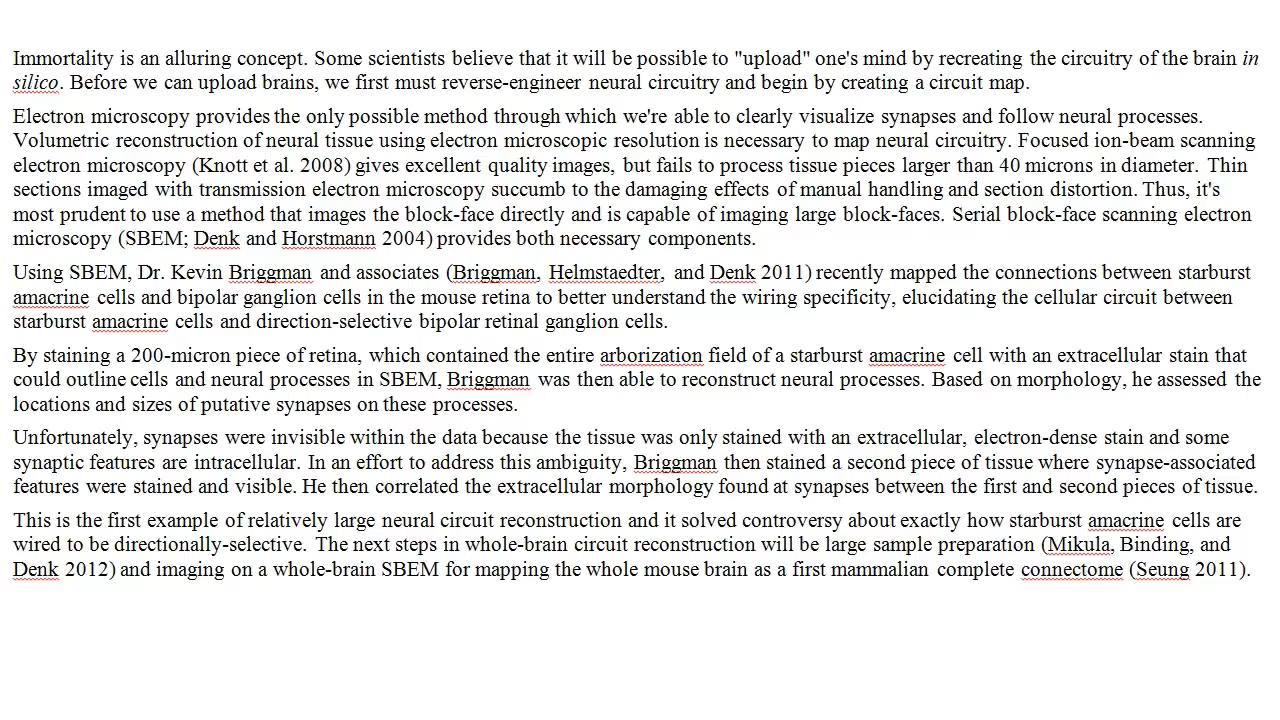 Immortality is an alluring concept. Some scientists believe that it will be possible to "upload" one's mind by recreating the circuitry of the brain in
silico. Before we can upload brains, we first must reverse-engineer neural circuitry and begin by creating a circuit map.
Electron microscopy provides the only possible method through which we're able to clearly visualize synapses and follow neural processes.
Volumetric reconstruction of neural tissue using electron microscopic resolution is necessary to map neural circuitry. Focused ion-beam scanning
electron microscopy (Knott et al. 2008) gives excellent quality images, but fails to process tissue pieces larger than 40 microns in diameter. Thin
sections imaged with transmission electron microscopy succumb to the damaging effects of manual handling and section distortion. Thus, it's
most prudent to use a method that images the block-face directly and is capable of imaging large block-faces. Serial block-face scanning electron
microscopy (SBEM; Denk and Horstmann 2004) provides both necessary components.
Using SBEM, Dr. Kevin Briggman and associates (Briggman, Helmstaedter, and Denk 2011) recently mapped the connections between starburst
amacrine cells and bipolar ganglion cells in the mouse retina to better understand the wiring specificity, elucidating the cellular circuit between
starburst amacrine cells and direction-selective bipolar retinal ganglion cells.
By staining a 200-micron piece of retina, which contained the entire arborization field of a starburst amacrine cell with an extracellular stain that
could outline cells and neural processes in SBEM, Briggman was then able to reconstruct neural processes. Based on morphology, he assessed the
locations and sizes of putative synapses on these processes.
Unfortunately, synapses were invisible within the data because the tissue was only stained with an extracellular, electron-dense stain and some
synaptic features are intracellular. In an effort to address this ambiguity, Briggman then stained a second piece of tissue where synapse-associated
features were stained and visible. He then correlated the extracellular morphology found at synapses between the first and second pieces of tissue.
This is the first example of relatively large neural circuit reconstruction and it solved controversy about exactly how starburst amacrine cells are
wired to be directionally-selective. The next steps in whole-brain circuit reconstruction will be large sample preparation (Mikula, Binding, and
Denk 2012) and imaging on a whole-brain SBEM for mapping the whole mouse brain as a first mammalian complete connectome (Seung 2011).